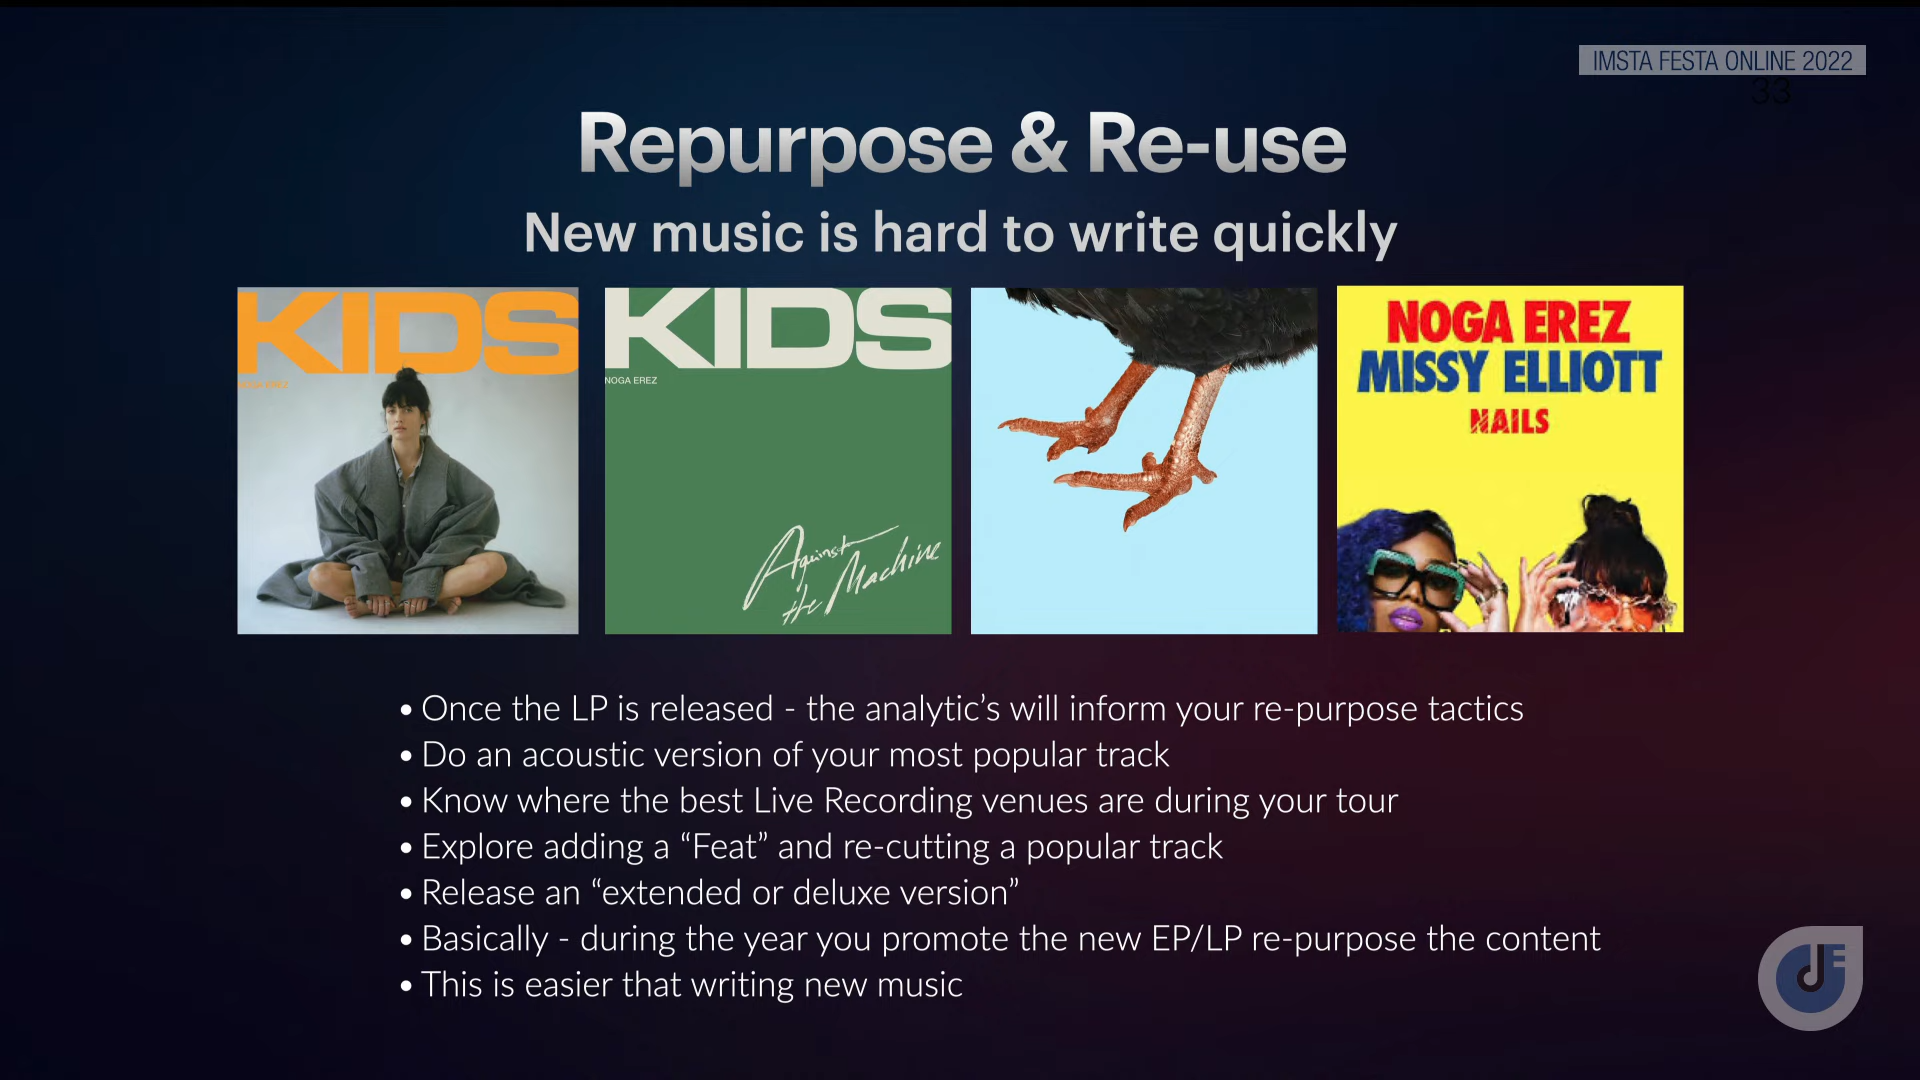 IMSTA FESTA ONLINE 2022
33
Repurpose & Re-use
New music is hard to write quickly
KIDS
NOGA EREZ
KIDS
NOGA EREZ
Against
the Machine
NOGA EREZ
MISSY ELLIOTT
NAILS
• Once the LP is released - the analytic’s will inform your re-purpose tactics
• Do an acoustic version of your most popular track
• Know where the best Live Recording venues are during your tour
• Explore adding a “Feat” and re-cutting a popular track
• Release an “extended or deluxe version”
• Basically - during the year you promote the new EP/LP re-purpose the content
• This is easier that writing new music